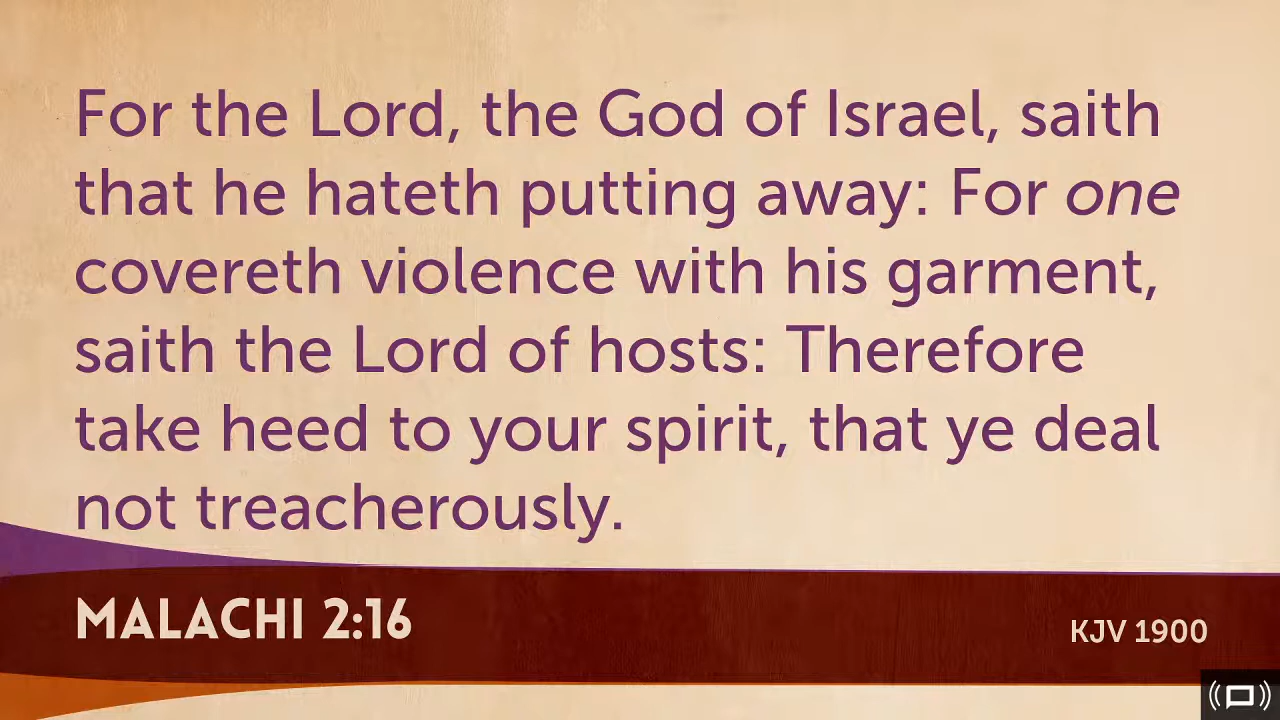 For the Lord, the God of Israel, saith
that he hateth putting away: For one
covereth violence with his garment,
saith the Lord of hosts: Therefore
take heed to your spirit, that ye deal
not treacherously.
MALACHI 2:16
KJV 1900